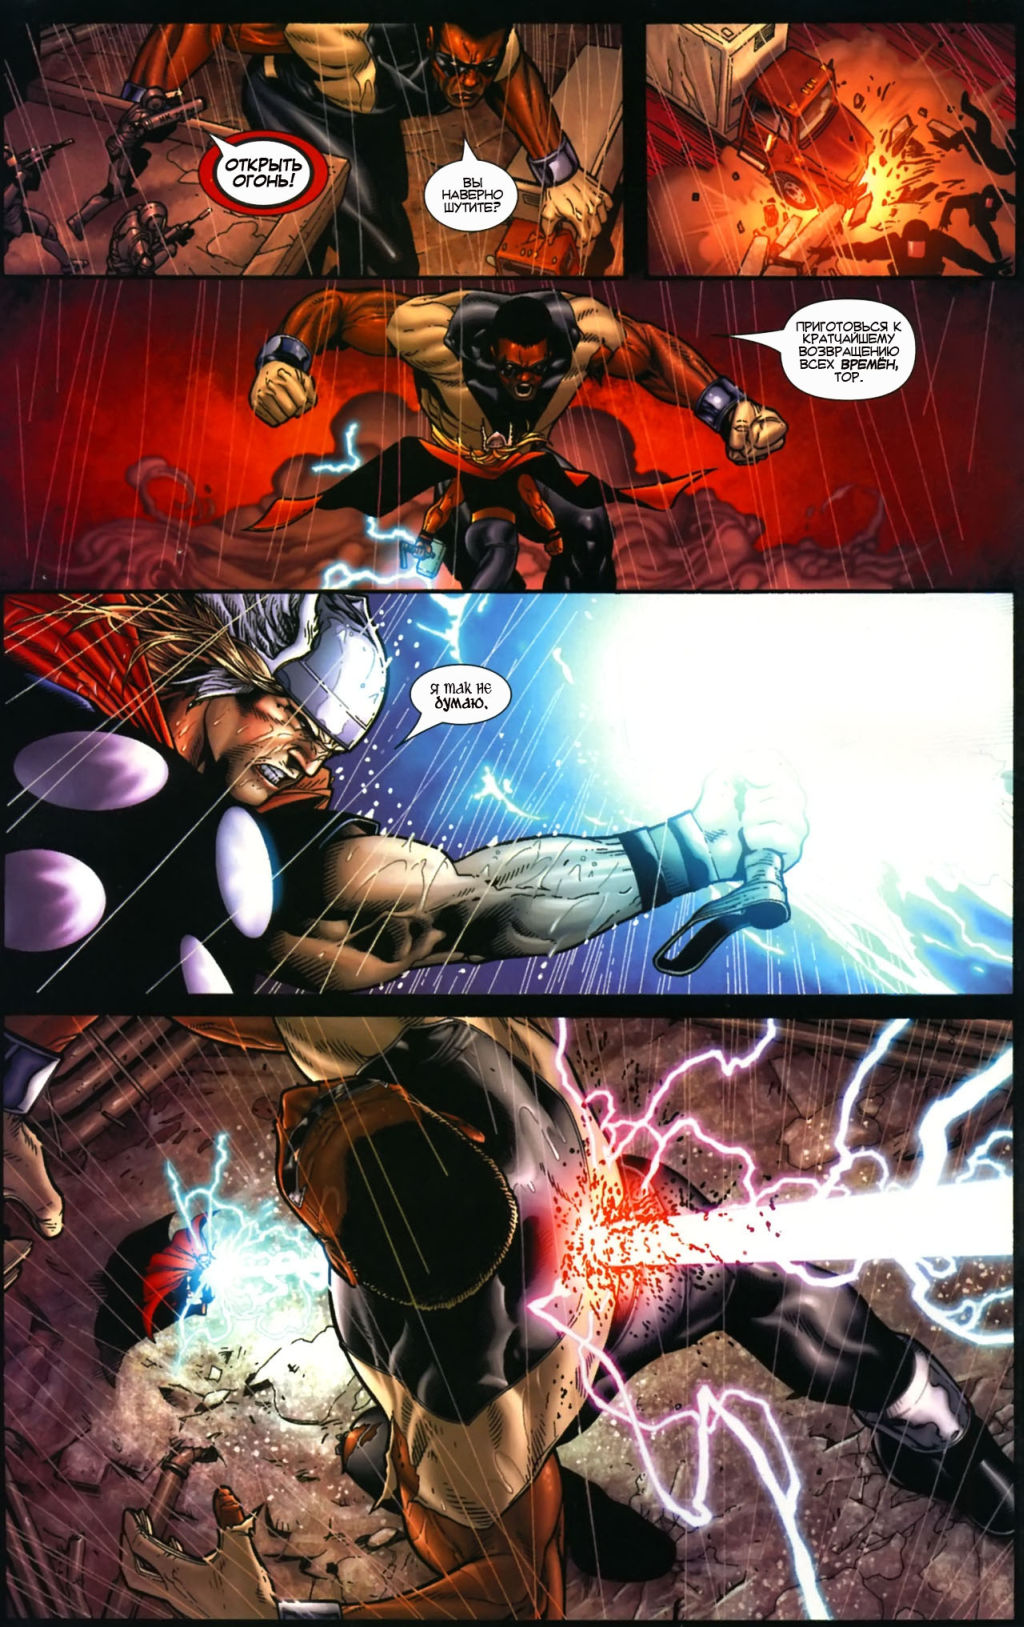 ОТКРЫТЬ
ОГОНЬ!
ВЫ
НАВЕРНО
ШУТИТЕ?
ПРИГОТОВЬСЯ К
КРАТЧАЙШЕМУ
ВОЗВРАЩЕНИЮ
ВСЕХ ВРЕМЁН,
ТОР.
Я ТАК НЕ
ДУМАЮ.